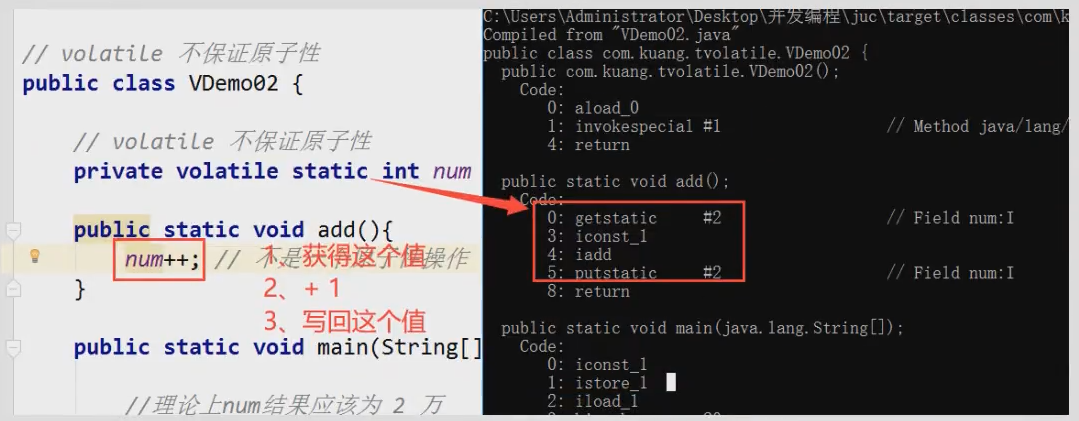 // volatile 不保证原子性
public class VDemo02 {
// volatile 不保证原子性
private volatile static int num
public static void add(){
num++; // 不是 操作
1、获得这个值
2、+ 1
}
3、写回这个值
public static void main(String[]
//理论上num结果应该为 2 万
C:\Users\Administrator\Desktop\并发编程\juc\target\classes\com\k
Compiled from "VDemo02.java"
public class com.kuang.tvolatile.VDemo02 {
public com.kuang.tvolatile.VDemo02();
Code:
0: aload_0
1: invokespecial #1 // Method java/lang/
4: return
public static void add();
Code:
0: getstatic #2 // Field num:I
3: iconst_1
4: iadd
5: putstatic #2 // Field num:I
8: return
public static void main(java.lang.String[]);
Code:
0: iconst_1
1: istore_1
2: iload_1